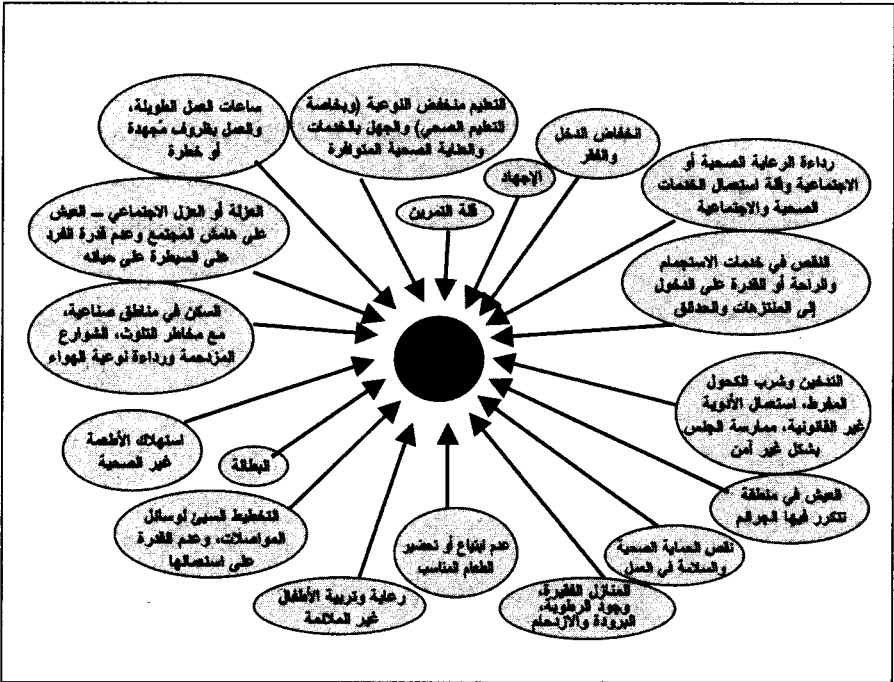 ساعات العمل الطويلة،
والعمل بظروف مُجهدة
أو خطرة
التعليم منخفض النوعية (وبخاصة
التعليم الصحي) والجهل بالخدمات
والعناية الصحية المتوافرة
انخفاض الدخل
والفقر
الإجهاد
قلة التمرين
رداءة الرعاية الصحية أو
الاجتماعية وقلة استعمال الخدمات
الصحية والاجتماعية
العزلة أو العزل الاجتماعي – العيش
على هامش المجتمع وعدم قدرة الفرد
على السيطرة على حياته
النقص في خدمات الاستجمام
والراحة أو القدرة على الدخول
إلى المنتزهات والحدائق
السكن في مناطق صناعية،
مع مخاطر التلوث، الشوارع
المزدحمة ورداءة نوعية الهواء
التدخين وشرب الكحول
المفرط، استعمال الأدوية
غير القانونية، ممارسة الجنس
بشكل غير آمن
استهلاك الأطعمة
غير الصحية
البطالة
العيش في منطقة
تتكرر فيها الجرائم
التخطيط السيئ لوسائل
المواصلات، وعدم القدرة
على استعمالها
عدم ابتياع أو تحضير
الطعام المناسب
نقص الحماية الصحية
والسلامة في العمل
رعاية وتربية الأطفال
غير الملائمة
المنازل الفقيرة،
وجود الرطوبة،
البرودة والازدحام